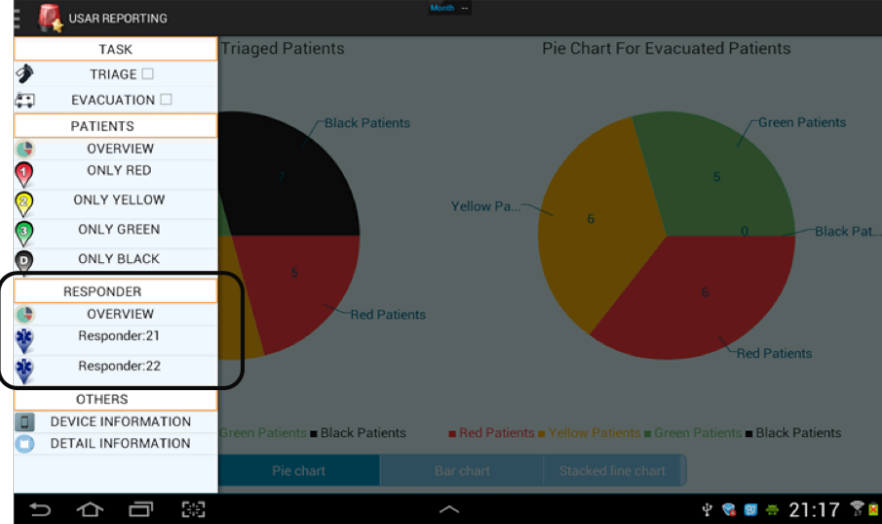 Month --
USAR REPORTING
TASK
TRIAGE
EVACUATION
PATIENTS
OVERVIEW
1 ONLY RED
2 ONLY YELLOW
3 ONLY GREEN
D ONLY BLACK
RESPONDER
OVERVIEW
Responder:21
Responder:22
OTHERS
DEVICE INFORMATION
DETAIL INFORMATION
Triaged Patients
Black Patients
7
5
Red Patients
Green Patients Black Patients
Pie Chart For Evacuated Patients
Green Patients
5
Yellow Pa...
6
0
Black Pat...
6
Red Patients
Red Patients Yellow Patients Green Patients Black Patients
Pie chart Bar chart Stacked line chart
21:17